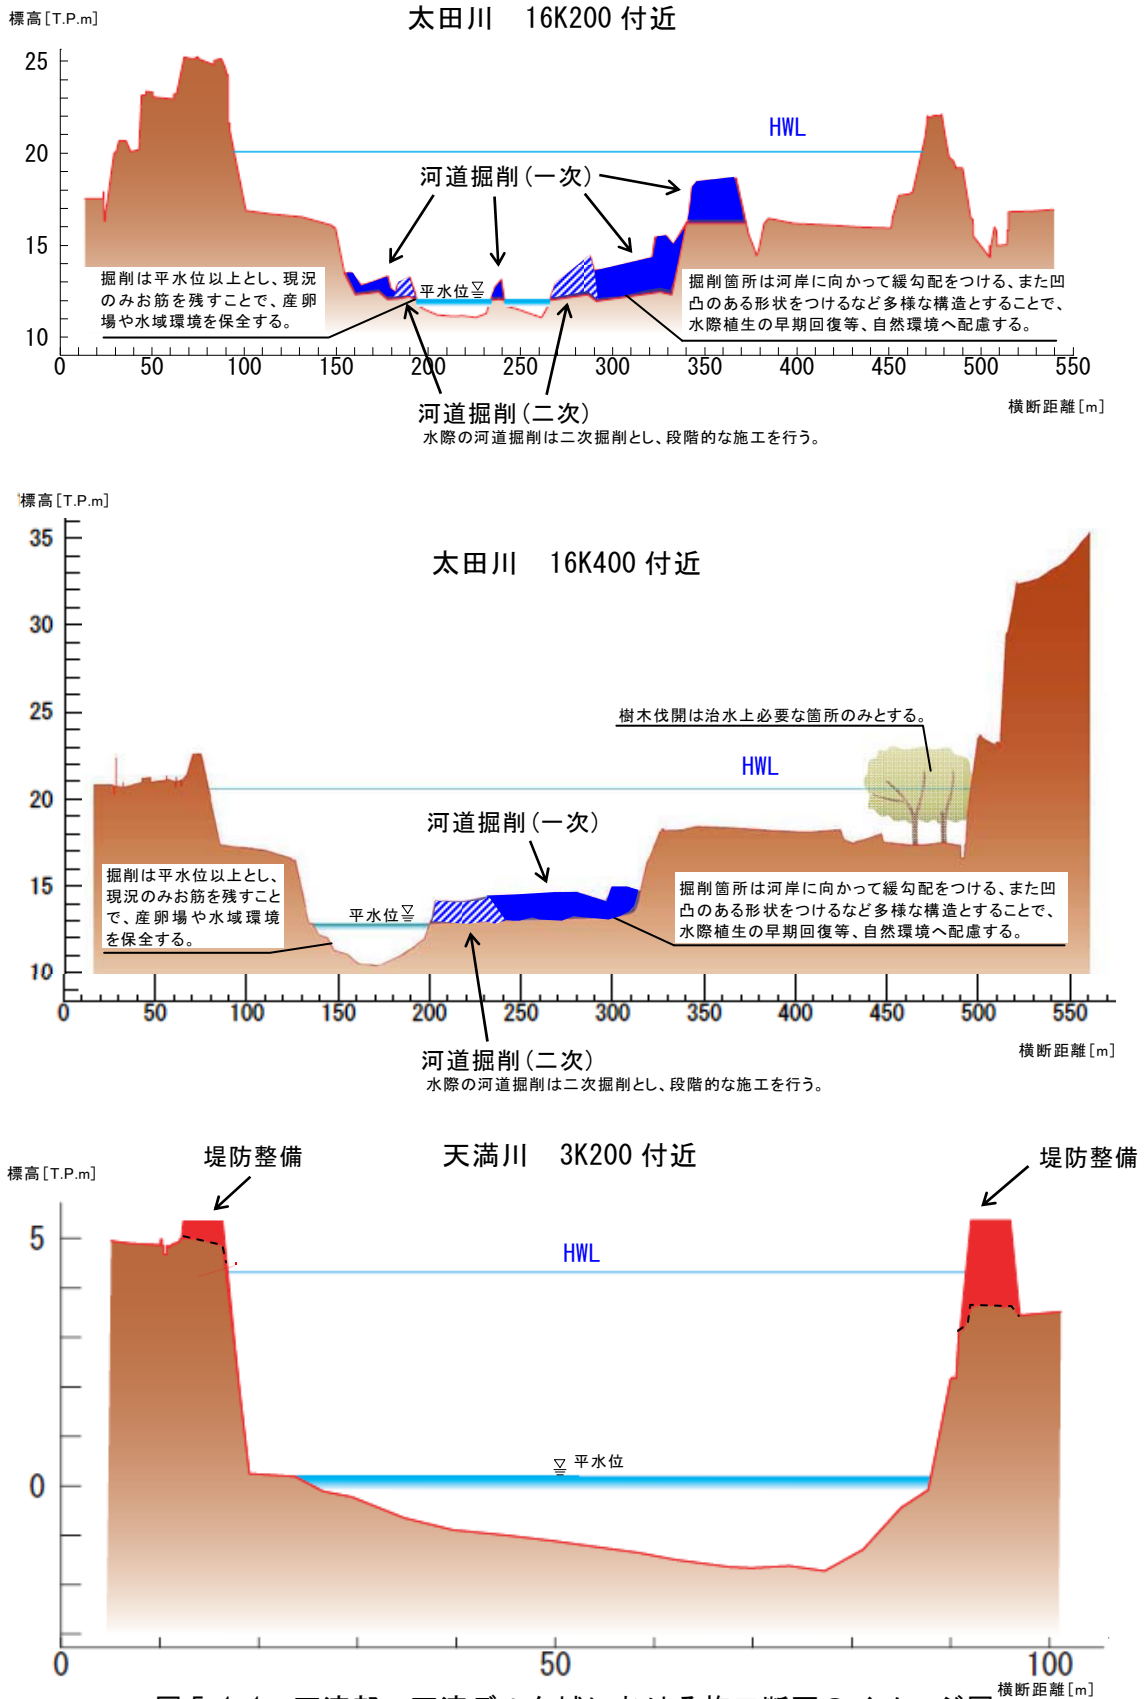 標高[T.P.m]
太田川　16K200 付近
25
20
15
10
HWL
河道掘削(一次)
平水位
掘削は平水位以上とし、現況
のみお筋を残すことで、産卵
場や水域環境を保全する。
掘削箇所は河岸に向かって緩勾配をつける、また凹
凸のある形状をつけるなど多様な構造とすることで、
水際植生の早期回復等、自然環境へ配慮する。
0 50 100 150 200 250 300 350 400 450 500 550
横断距離[m]
河道掘削(二次)
水際の河道掘削は二次掘削とし、段階的な施工を行う。
標高[T.P.m]
太田川　16K400 付近
35
30
25
20
15
10
樹木伐開は治水上必要な箇所のみとする。
HWL
河道掘削(一次)
掘削は平水位以上とし、
現況のみお筋を残すこと
で、産卵場や水域環境
を保全する。
平水位
掘削箇所は河岸に向かって緩勾配をつける、また凹
凸のある形状をつけるなど多様な構造とすることで、
水際植生の早期回復等、自然環境へ配慮する。
0 50 100 150 200 250 300 350 400 450 500 550
横断距離[m]
河道掘削(二次)
水際の河道掘削は二次掘削とし、段階的な施工を行う。
天満川　3K200 付近
標高[T.P.m]
堤防整備
堤防整備
5
0
HWL
平水位
0 50 100
横断距離[m]